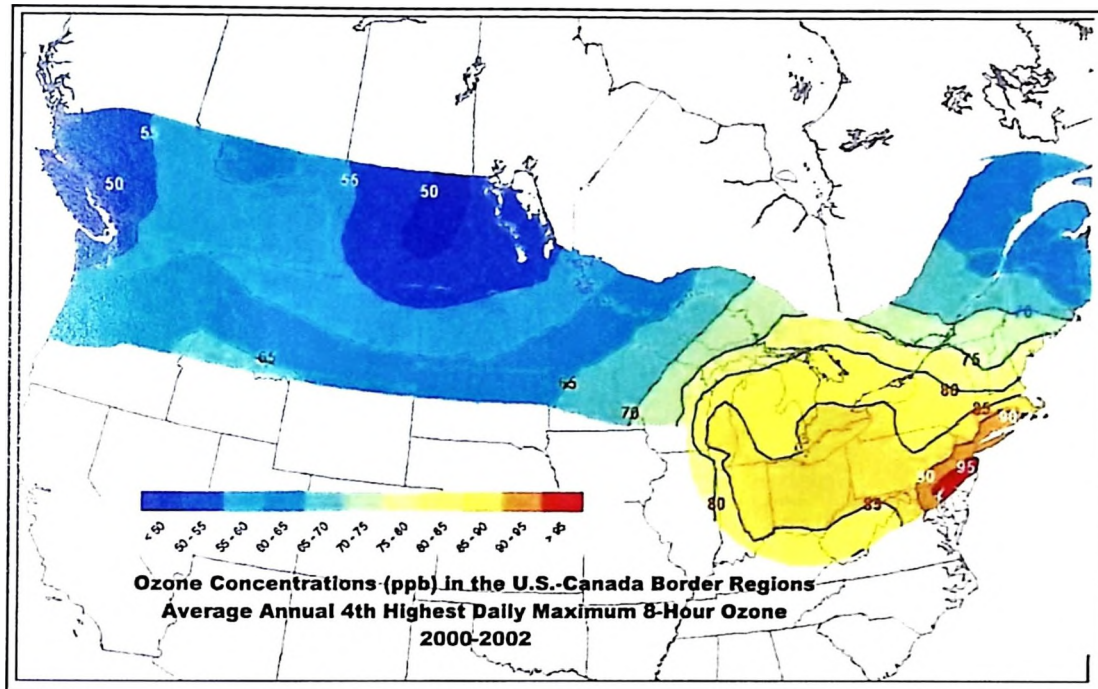 55
50
55
50
65
65
70
70
75
80
85
90
90
95
80
85
< 50
50 - 55
55 - 60
60 - 65
65 - 70
70 - 75
75 - 80
80 - 85
85 - 90
90 - 95
> 95
Ozone Concentrations (ppb) in the U.S.-Canada Border Regions
Average Annual 4th Highest Daily Maximum 8-Hour Ozone
2000-2002